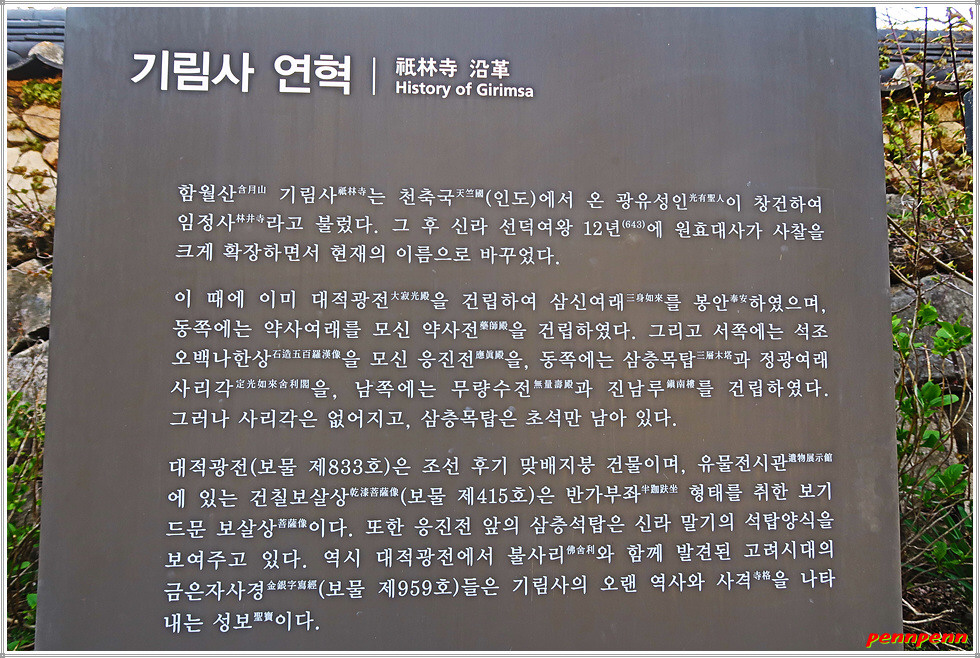 기림사 연혁 | 祇林寺 沿革
History of Girimsa
함월산含月山 기림사祇林寺는 천축국天竺國(인도)에서 온 광유성인光有聖人이 창건하여
임정사林井寺라고 불렀다. 그 후 신라 선덕여왕 12년(643)에 원효대사가 사찰을
크게 확장하면서 현재의 이름으로 바꾸었다.
이 때에 이미 대적광전大寂光殿을 건립하여 삼신여래三身如來를 봉안奉安하였으며,
동쪽에는 약사여래를 모신 약사전藥師殿을 건립하였다. 그리고 서쪽에는 석조
오백나한상石造五百羅漢像을 모신 응진전應眞殿을, 동쪽에는 삼층목탑三層木塔과 정광여래
사리각定光如來舍利閣을, 남쪽에는 무량수전無量壽殿과 진남루鎭南樓를 건립하였다.
그러나 사리각은 없어지고, 삼층목탑은 초석만 남아 있다.
대적광전(보물 제833호)은 조선 후기 맞배지붕 건물이며, 유물전시관遺物展示館
에 있는 건칠보살상乾漆菩薩像(보물 제415호)은 반가부좌半跏趺坐 형태를 취한 보기
드문 보살상菩薩像이다. 또한 응진전 앞의 삼층석탑은 신라 말기의 석탑양식을
보여주고 있다. 역시 대적광전에서 불사리佛舍利와 함께 발견된 고려시대의
금은자사경金銀字寫經(보물 제959호)들은 기림사의 오랜 역사와 사격寺格을 나타
내는 성보聖寶이다.
pennpenn